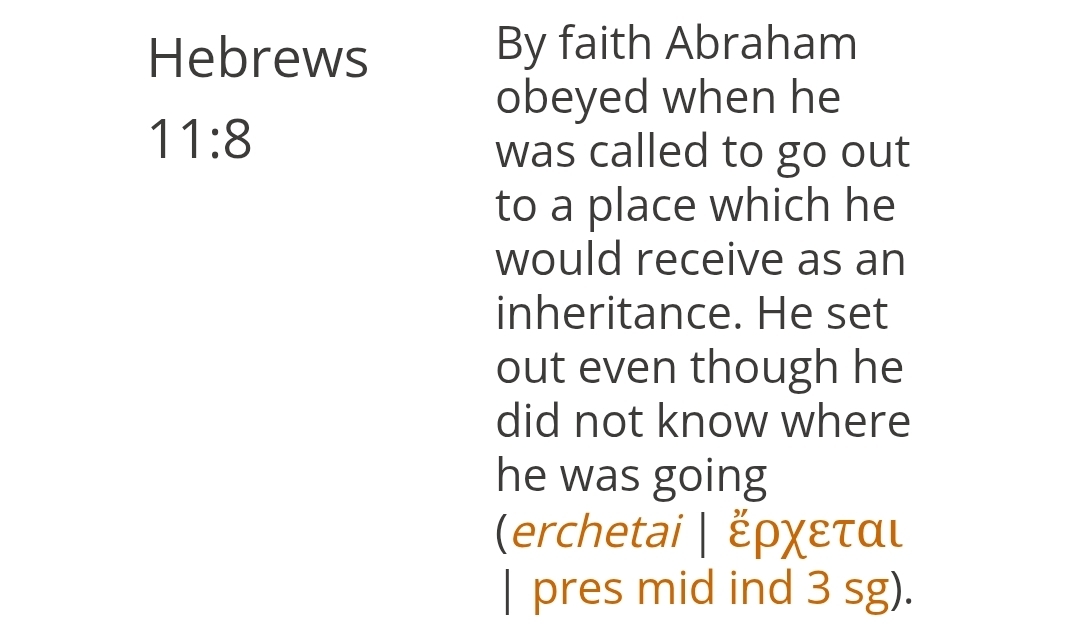 Hebrews
11:8
By faith Abraham
obeyed when he
was called to go out
to a place which he
would receive as an
inheritance. He set
out even though he
did not know where
he was going
(erchetai | ἔρχεται
| pres mid ind 3 sg).